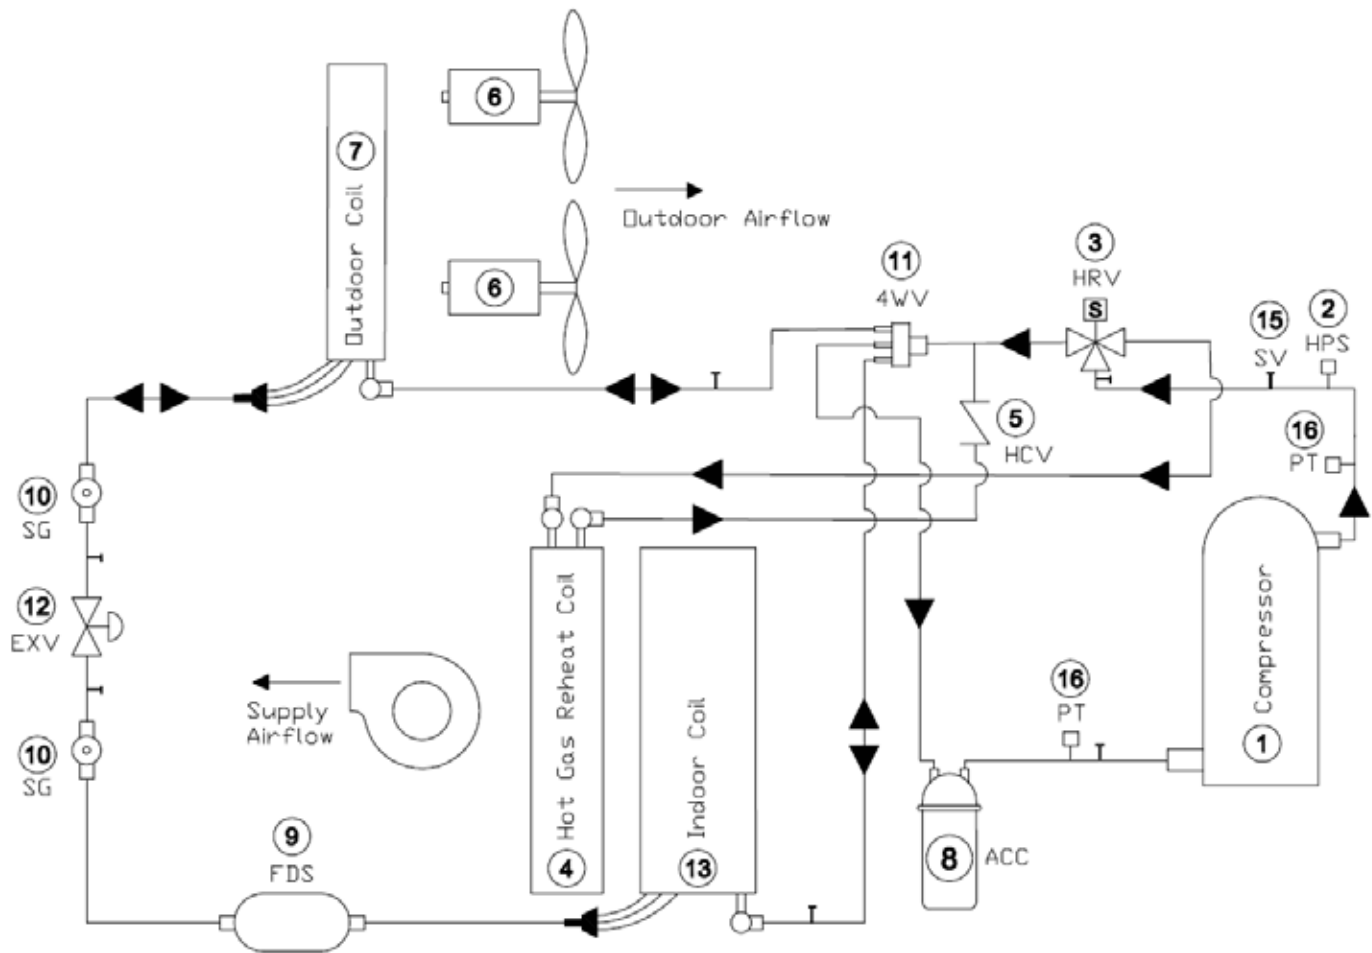 6
7
Outdoor Coil
Outdoor Airflow
6
11
4WV
3
HRV
S
15
SV
2
HPS
5
HCV
16
PT
10
SG
12
EXV
10
SG
Supply
Airflow
Hot Gas Reheat Coil
4
Indoor Coil
13
16
PT
Compressor
1
8
ACC
9
FDS